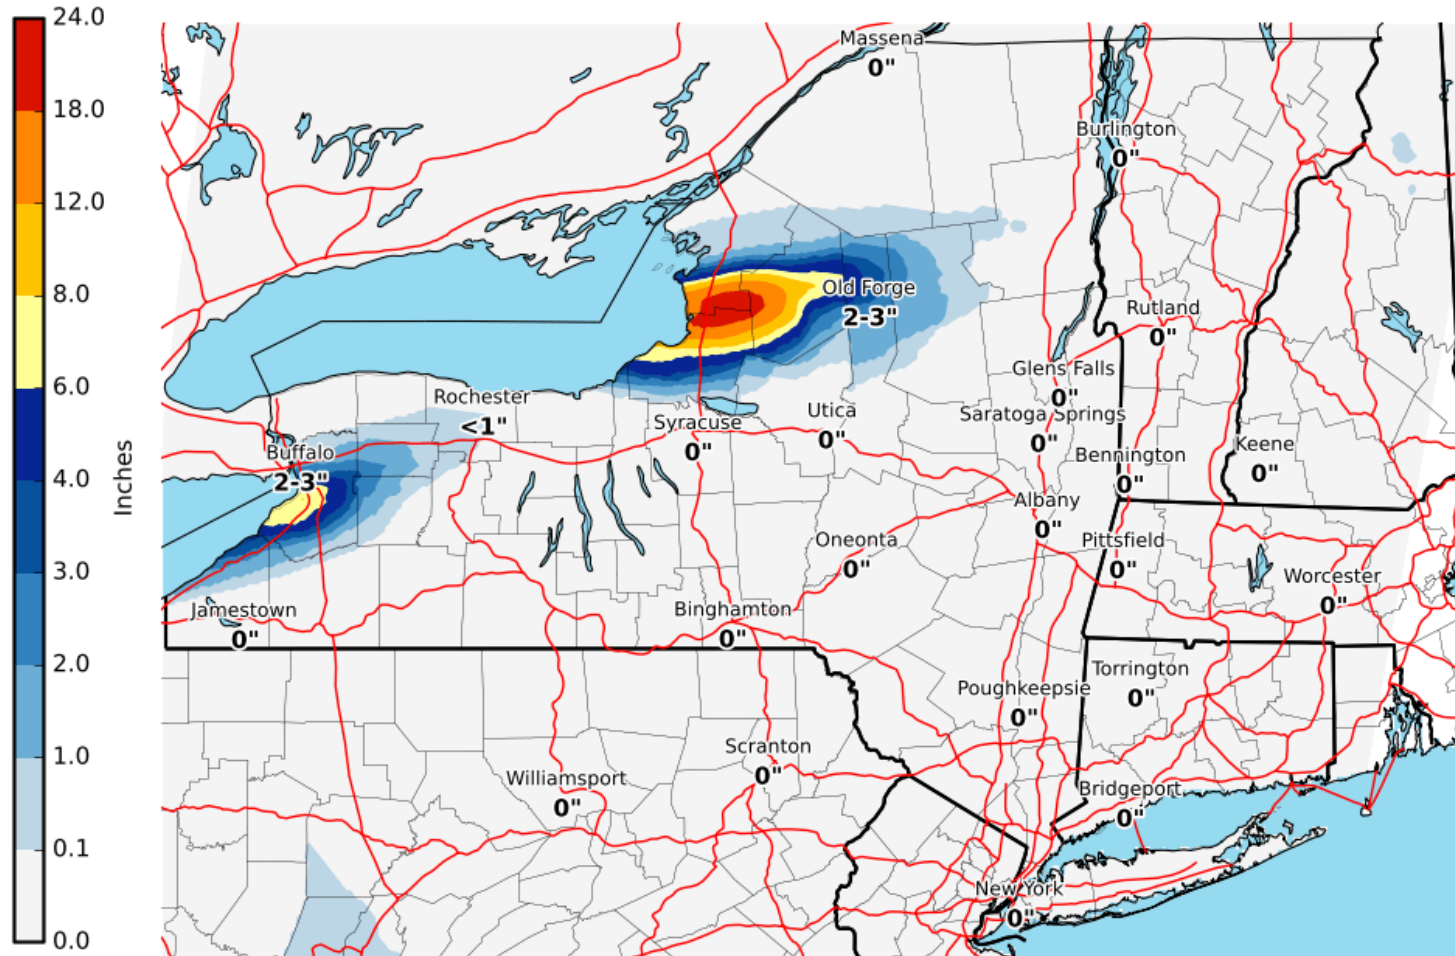 24.0
18.0
12.0
8.0
6.0
4.0
3.0
2.0
1.0
0.1
0.0
Inches
Massena
0"
Burlington
0"
Old Forge
2-3"
Rutland
0"
Glens Falls
0"
Rochester
<1"
Syracuse
0"
Utica
0"
Saratoga Springs
0"
Buffalo
2-3"
Bennington
0"
Keene
0"
Albany
0"
Oneonta
0"
Pittsfield
0"
Worcester
0"
Jamestown
0"
Binghamton
0"
Torrington
0"
Poughkeepsie
0"
Scranton
0"
Williamsport
0"
Bridgeport
0"
New York
0"